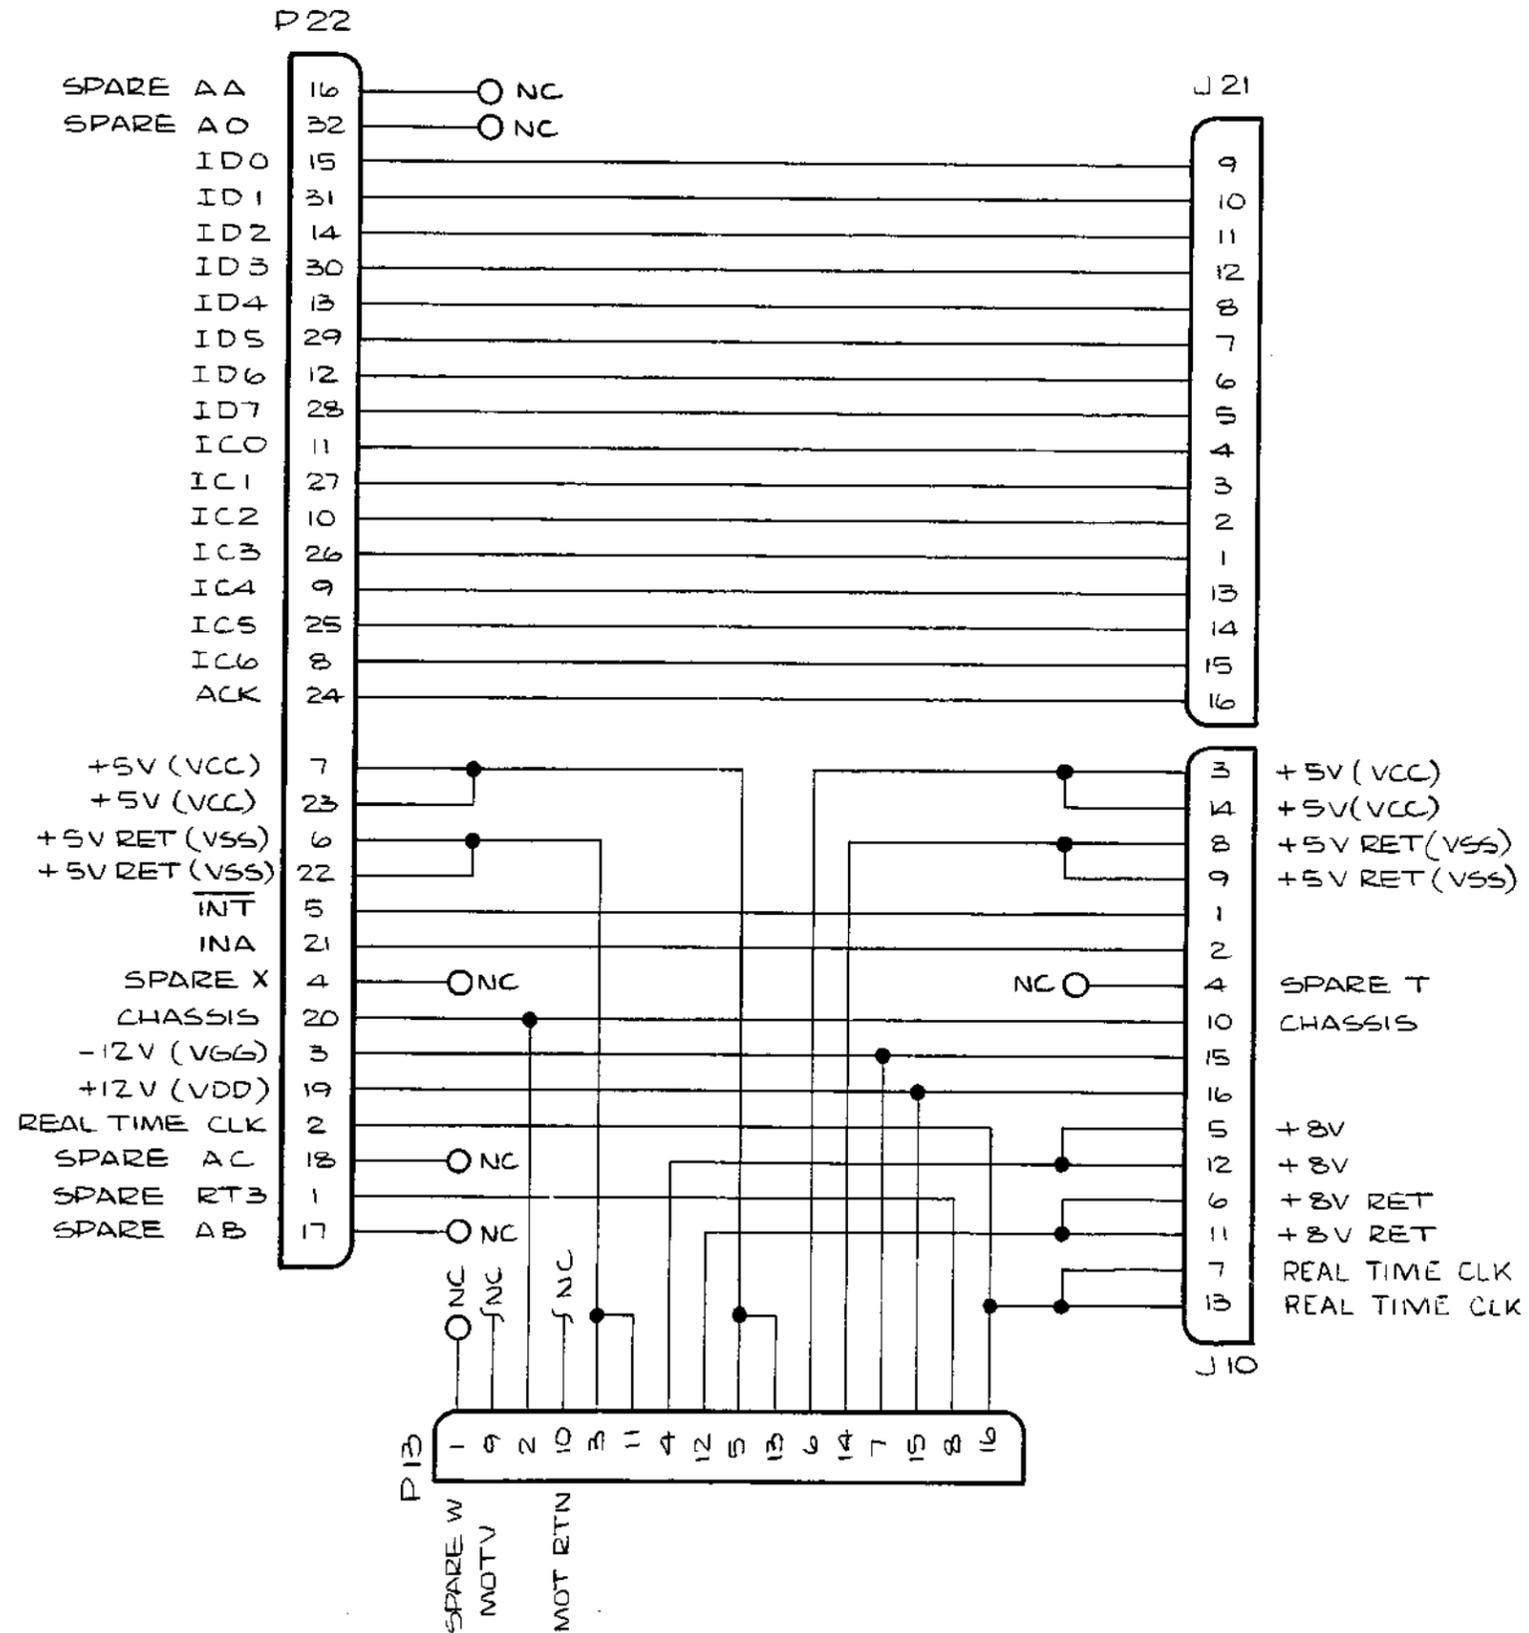 P22
SPARE AA 16 NC
SPARE AO 32 NC
J21
ID0 15 9
ID1 31 10
ID2 14 11
ID3 30 12
ID4 13 8
ID5 29 7
ID6 12 6
ID7 28 5
IC0 11 4
IC1 27 3
IC2 10 2
IC3 26 1
IC4 9 13
IC5 25 14
IC6 8 15
ACK 24 16
+5V (VCC) 7 3 +5V (VCC)
+5V (VCC) 23 14 +5V(VCC)
+5V RET (VSS) 6 8 +5V RET(VSS)
+5V RET (VSS) 22 9 +5V RET (VSS)
INT 5 1
INA 21 2
SPARE X 4 NC NC 4 SPARE T
CHASSIS 20 10 CHASSIS
-12V (VGG) 3 15
+12V (VDD) 19 16
REAL TIME CLK 2 5 +8V
SPARE AC 18 NC 12 +8V
SPARE RT3 1 6 +8V RET
SPARE AB 17 NC 11 +8V RET
7 REAL TIME CLK
13 REAL TIME CLK
J10
NC NC NC
P13 1 9 2 10 3 11 4 12 5 13 6 14 7 15 8 16
SPARE W
MOTV
MOT RTN